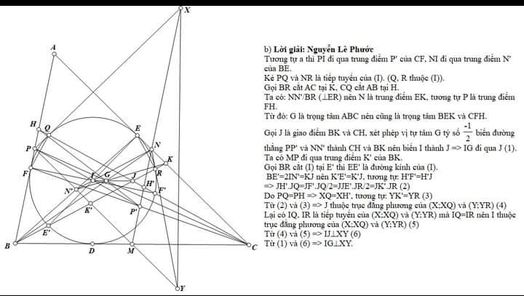 b) Lời giải: Nguyễn Lê Phước
Tương tự a thì PI đi qua trung điểm P' của CF, NI đi qua trung điểm N'
của BE.
Kẻ PQ và NR là tiếp tuyến của (I). (Q, R thuộc (I)).
Gọi BR cắt AC tại K, CQ cắt AB tại H.
Ta có: NN'/BR (⊥ER) nên N là trung điểm EK, tương tự P là trung điểm
FH.
Từ đó: G là trọng tâm ABC nên cũng là trọng tâm BEK và CFH.
Gọi J là giao điểm BK và CH, xét phép vị tự tâm G tỷ số -1/2 biến đường
thẳng PP' và NN' thành CH và BK nên biến I thành J => IG đi qua J (1).
Ta có MP đi qua trung điểm K' của BK.
Gọi BR cắt (I) tại E' thì EE' là đường kính của (I).
BE'=2IN'=KJ nên K'E'=K'J, tương tự: H'F'=H'J
=> JH'.JQ=JF'.JQ/2=JJE'.JR/2=JK'.JR (2)
Do PQ=PH => XQ=XH', tương tự: YK'=YR (3)
Từ (2) và (3) => J thuộc trục đẳng phương của (X;XQ) và (Y;YR) (4)
Lại có IQ, IR là tiếp tuyến của (X;XQ) và (Y;YR) mà IQ=IR nên I thuộc
trục đẳng phương của (X;XQ) và (Y;YR) (5)
Từ (4) và (5) => IJ⊥XY (6)
Từ (1) và (6) => IG⊥XY.
X
A
H
Q
E
P
N
K
F
I
G
J
R
N'
H'
F'
K'
P'
E'
B
D
M
C
Y